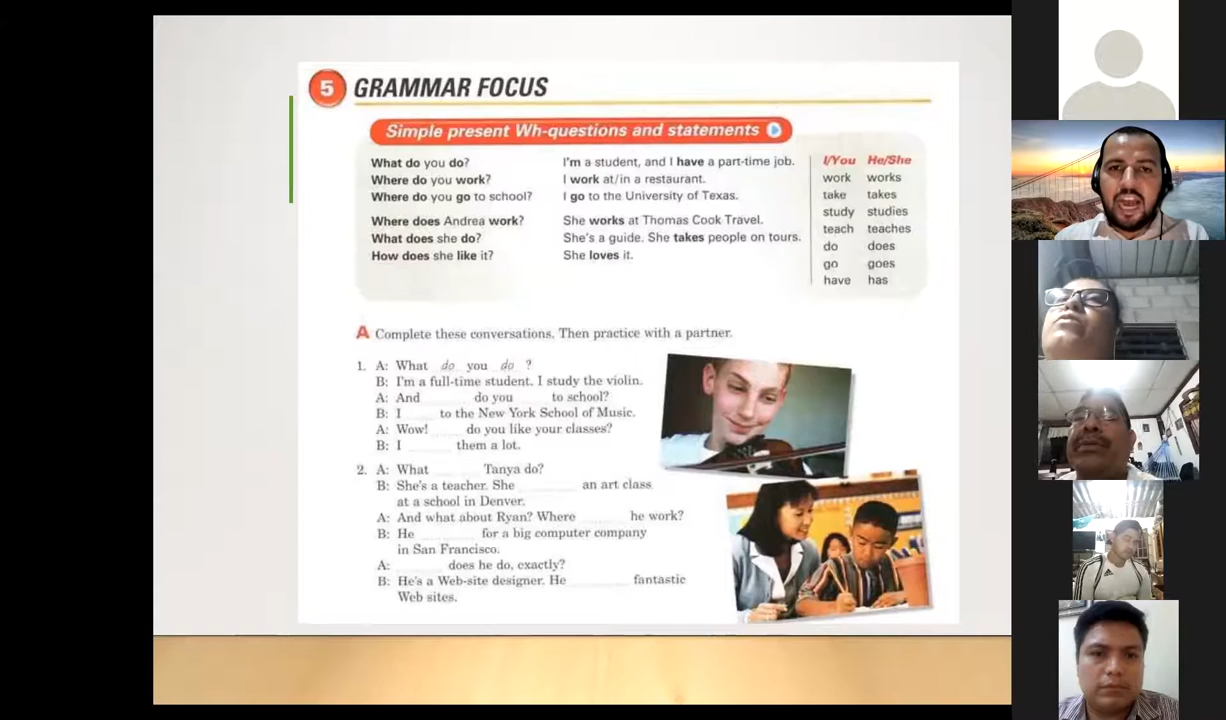 5 GRAMMAR FOCUS
Simple present Wh-questions and statements
What do you do? I'm a student, and I have a part-time job.
Where do you work? I work at/in a restaurant.
Where do you go to school? I go to the University of Texas.
Where does Andrea work? She works at Thomas Cook Travel.
What does she do? She's a guide. She takes people on tours.
How does she like it? She loves it.
I/You He/She
work works
take takes
study studies
teach teaches
do does
go goes
have has
A Complete these conversations. Then practice with a partner.
1. A: What do you do ?
B: I'm a full-time student. I study the violin.
A: And ........ do you ........ to school?
B: I ........ to the New York School of Music.
A: Wow! ........ do you like your classes?
B: I ........ them a lot.
2. A: What ........ Tanya do?
B: She's a teacher. She ........ an art class
at a school in Denver.
A: And what about Ryan? Where ........ he work?
B: He ........ for a big computer company
in San Francisco.
A: ........ does he do, exactly?
B: He's a Web-site designer. He ........ fantastic
Web sites.